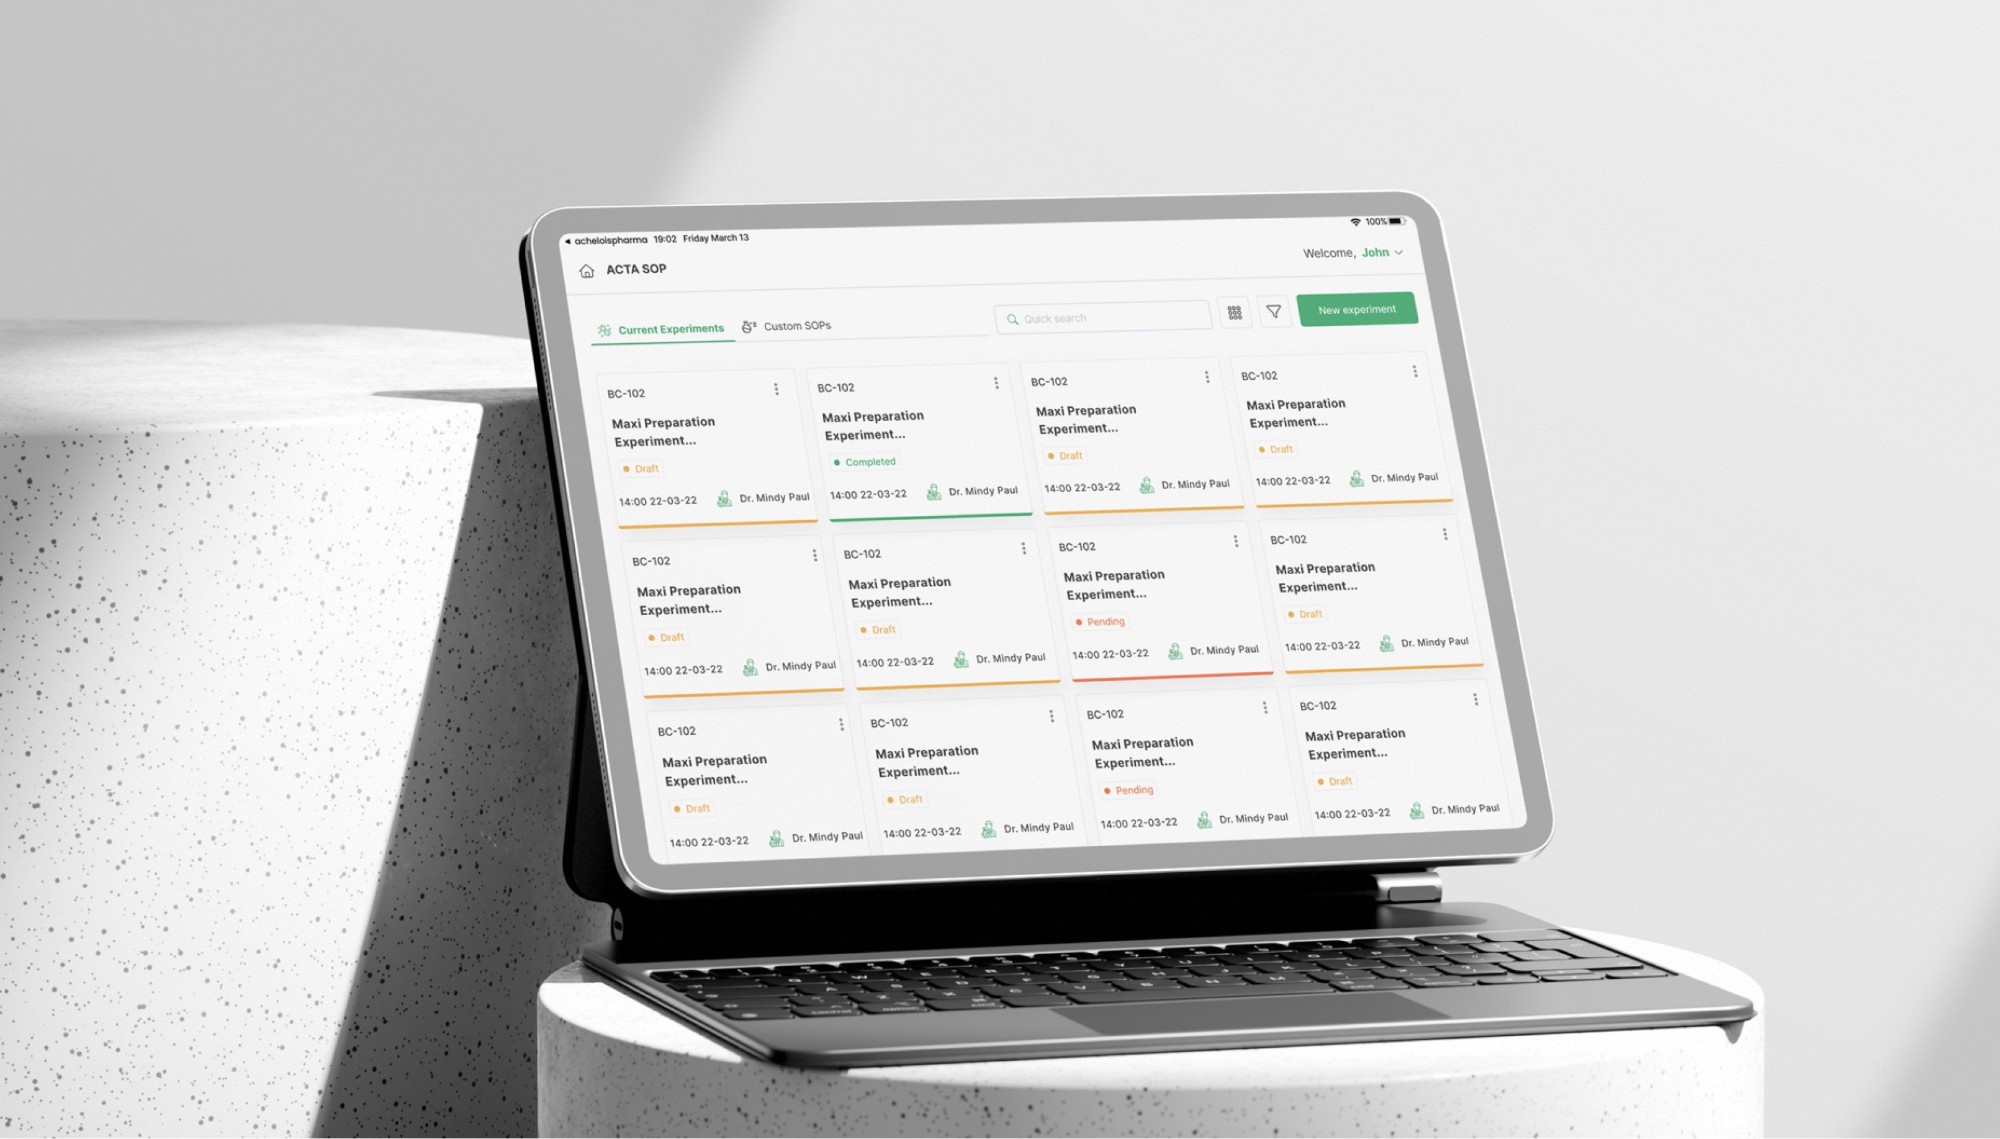 acheloispharma 19:02 Friday March 13
100%
ACTA SOP
Welcome, John
Current Experiments
Custom SOPs
Quick search
New experiment
BC-102
Maxi Preparation
Experiment...
Draft
14:00 22-03-22
Dr. Mindy Paul
BC-102
Maxi Preparation
Experiment...
Completed
14:00 22-03-22
Dr. Mindy Paul
BC-102
Maxi Preparation
Experiment...
Draft
14:00 22-03-22
Dr. Mindy Paul
BC-102
Maxi Preparation
Experiment...
Draft
14:00 22-03-22
Dr. Mindy Paul
BC-102
Maxi Preparation
Experiment...
Draft
14:00 22-03-22
Dr. Mindy Paul
BC-102
Maxi Preparation
Experiment...
Draft
14:00 22-03-22
Dr. Mindy Paul
BC-102
Maxi Preparation
Experiment...
Pending
14:00 22-03-22
Dr. Mindy Paul
BC-102
Maxi Preparation
Experiment...
Draft
14:00 22-03-22
Dr. Mindy Paul
BC-102
Maxi Preparation
Experiment...
Draft
14:00 22-03-22
Dr. Mindy Paul
BC-102
Maxi Preparation
Experiment...
Draft
14:00 22-03-22
Dr. Mindy Paul
BC-102
Maxi Preparation
Experiment...
Pending
14:00 22-03-22
Dr. Mindy Paul
BC-102
Maxi Preparation
Experiment...
Draft
14:00 22-03-22
Dr. Mindy Paul